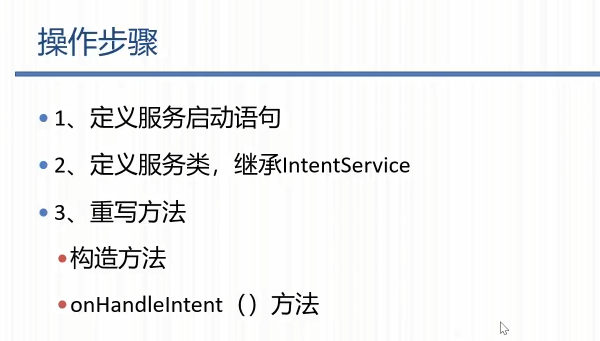 操作步骤
• 1、定义服务启动语句
• 2、定义服务类，继承IntentService
• 3、重写方法
•构造方法
•onHandleIntent（）方法